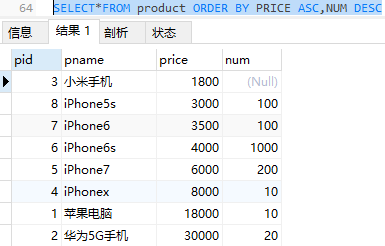 64 SELECT*FROM product ORDER BY PRICE ASC,NUM DESC
信息 结果 1 剖析 状态
pid pname price num
3 小米手机 1800 (Null)
8 iPhone5s 3000 100
7 iPhone6 3500 100
6 iPhone6s 4000 1000
5 iPhone7 6000 200
4 iPhonex 8000 10
1 苹果电脑 18000 10
2 华为5G手机 30000 20